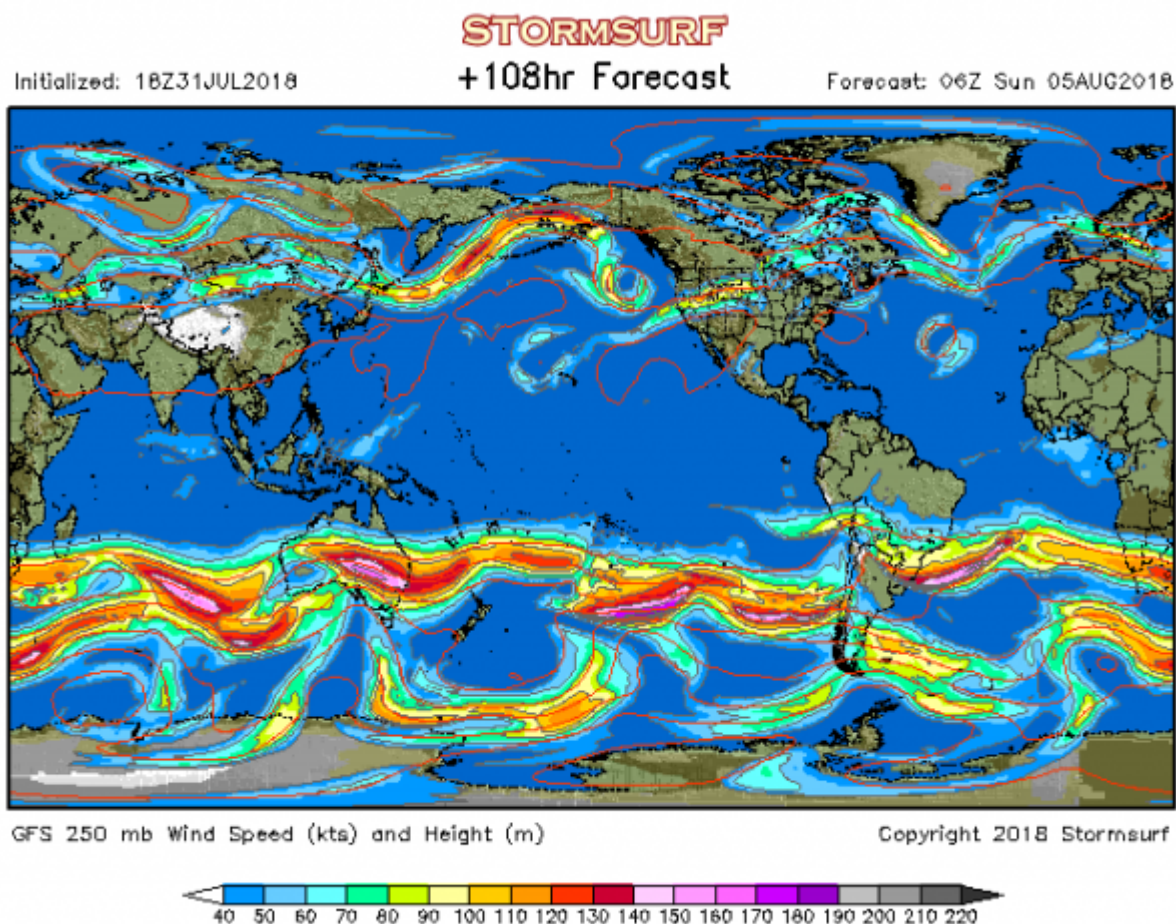 STORMSURF
Initialized: 18Z31JUL2018 +108hr Forecast Forecast: 06Z Sun 05AUG2018
GFS 250 mb Wind Speed (kts) and Height (m) Copyright 2018 Stormsurf
40 50 60 70 80 90 100 110 120 130 140 150 160 170 180 190 200 210 220